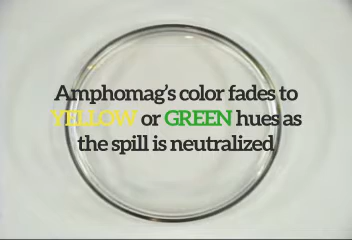 Amphomag's color fades to
YELLOW or GREEN hues as
the spill is neutralized